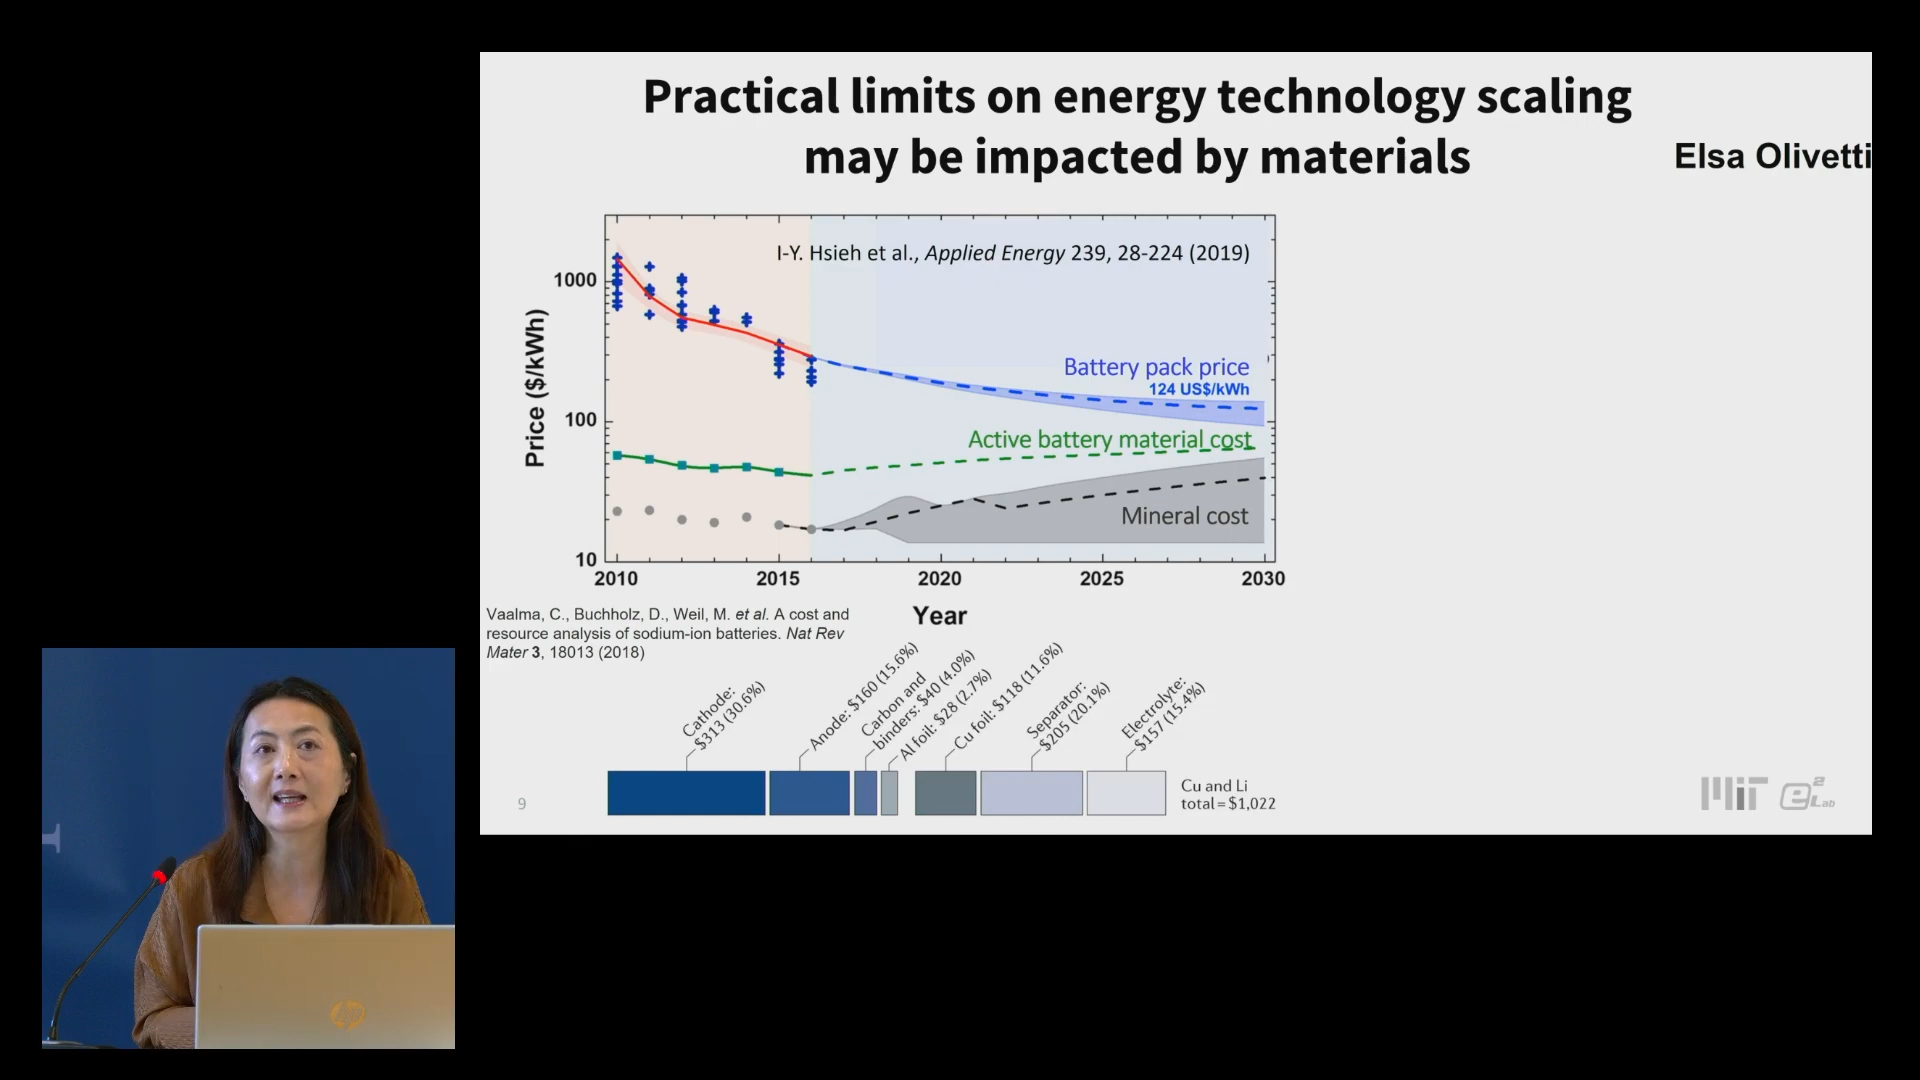 Practical limits on energy technology scaling
may be impacted by materials
Elsa Olivetti
I-Y. Hsieh et al., Applied Energy 239, 28-224 (2019)
1000
100
10
Price ($/kWh)
Battery pack price
124 US$/kWh
Active battery material cost
Mineral cost
2010 2015 2020 2025 2030
Year
Vaalma, C., Buchholz, D., Weil, M. et al. A cost and
resource analysis of sodium-ion batteries. Nat Rev
Mater 3, 18013 (2018)
Cathode:
$313 (30.6%)
Anode: $160 (15.6%)
Carbon and
binders: $40 (4.0%)
Al foil: $28 (2.7%)
Cu foil: $118 (11.6%)
Separator:
$205 (20.1%)
Electrolyte:
$157 (15.4%)
Cu and Li
total = $1,022
9
MIT e2Lab
hp